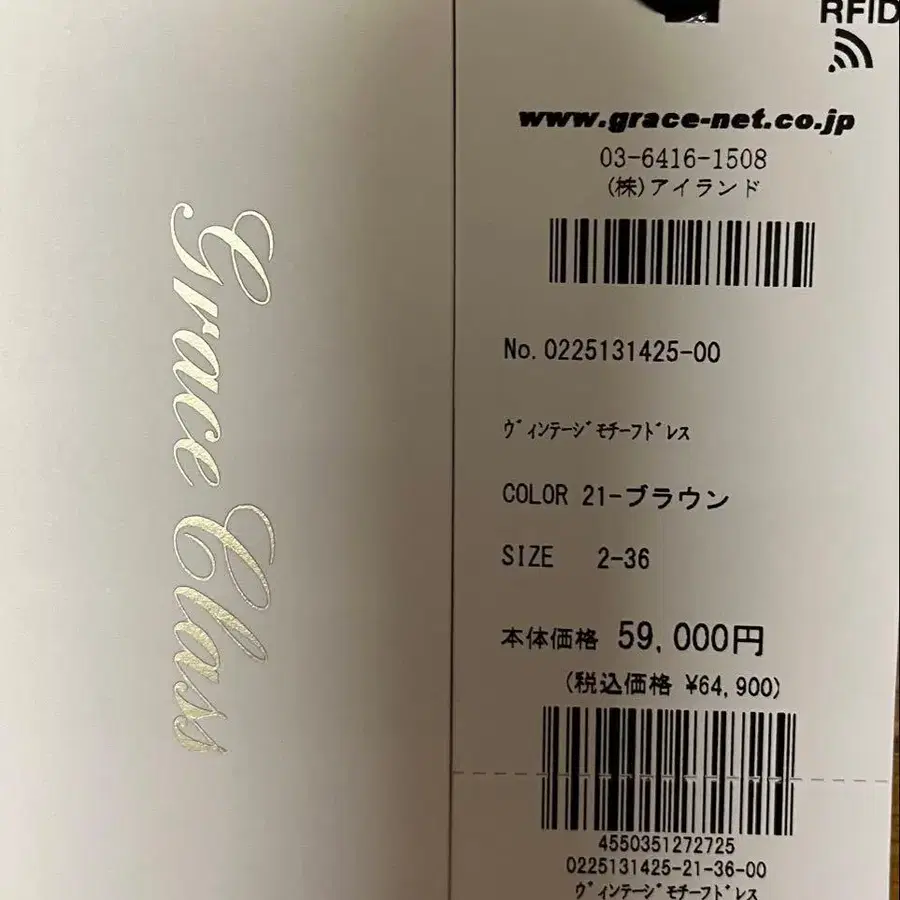 Grace Class
RFID
www.grace-net.co.jp
03-6416-1508
(株)アイランド
No. 0225131425-00
ヴィンテージモチーフドレス
COLOR 21-ブラウン
SIZE 2-36
本体価格 59,000円
(税込価格 ¥64,900)
4550351272725
0225131425-21-36-00
ヴィンテージモチーフドレス